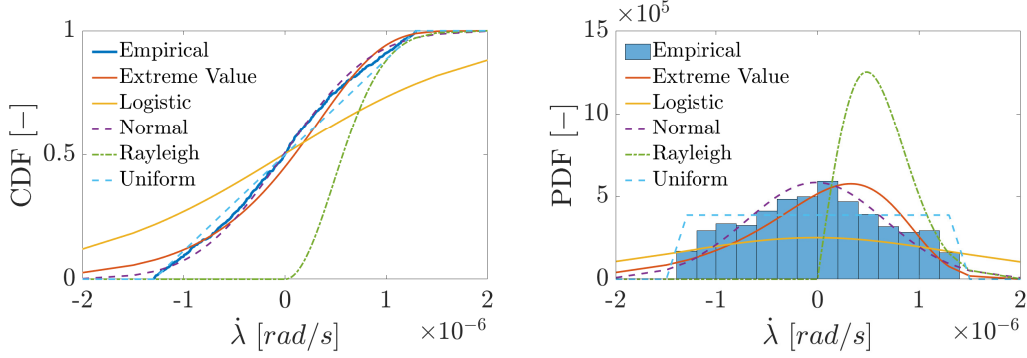 CDF [−]
1
0.5
0
Empirical
Extreme Value
Logistic
Normal
Rayleigh
Uniform
-2
-1
0
1
2
λ̇ [rad/s]
×10⁻⁶
×10⁵
PDF [−]
15
10
5
0
Empirical
Extreme Value
Logistic
Normal
Rayleigh
Uniform
-2
-1
0
1
2
λ̇ [rad/s]
×10⁻⁶